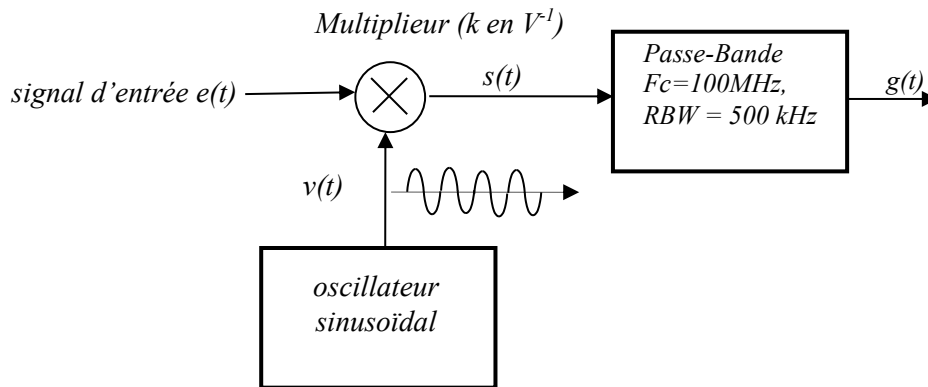 Multiplieur (k en V⁻¹)
signal d'entrée e(t)
s(t)
Passe-Bande
Fc=100MHz,
RBW = 500 kHz
g(t)
v(t)
oscillateur
sinusoïdal